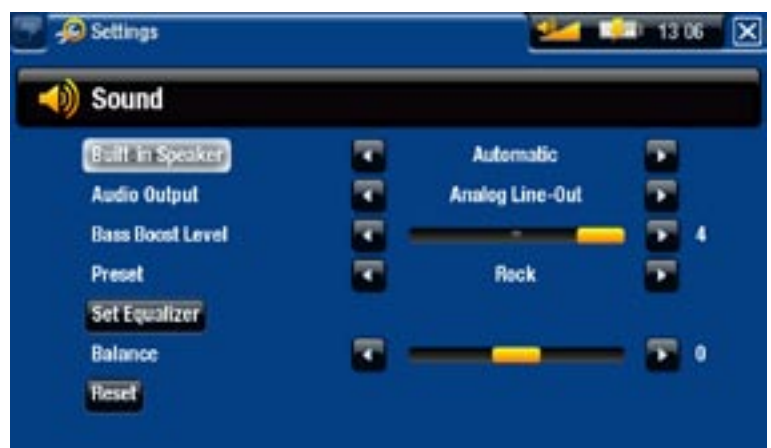 Settings 13 06
Sound
Built-in Speaker Automatic
Audio Output Analog Line-Out
Bass Boost Level 4
Preset Rock
Set Equalizer
Balance 0
Reset